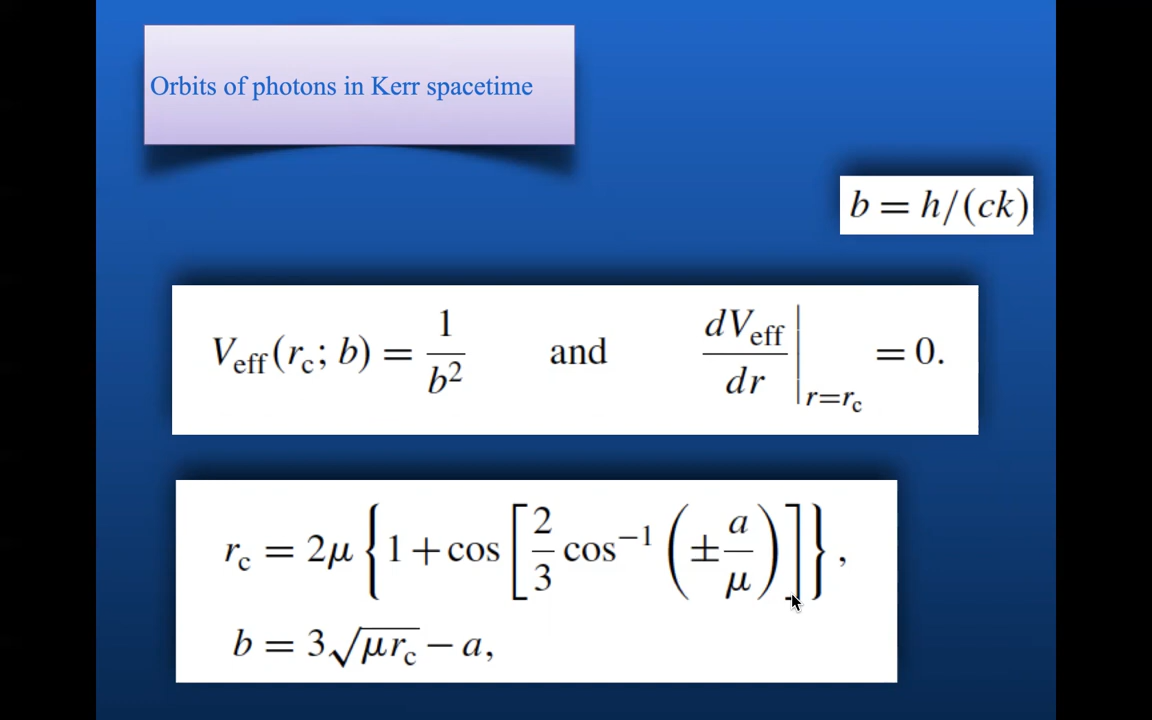 Orbits of photons in Kerr spacetime
b = h/(ck)
V_eff(r_c; b) = 1/b² and dV_eff/dr |_{r=r_c} = 0.
r_c = 2μ {1 + cos [2/3 cos⁻¹ (± a/μ)]},
b = 3√(μr_c) − a,